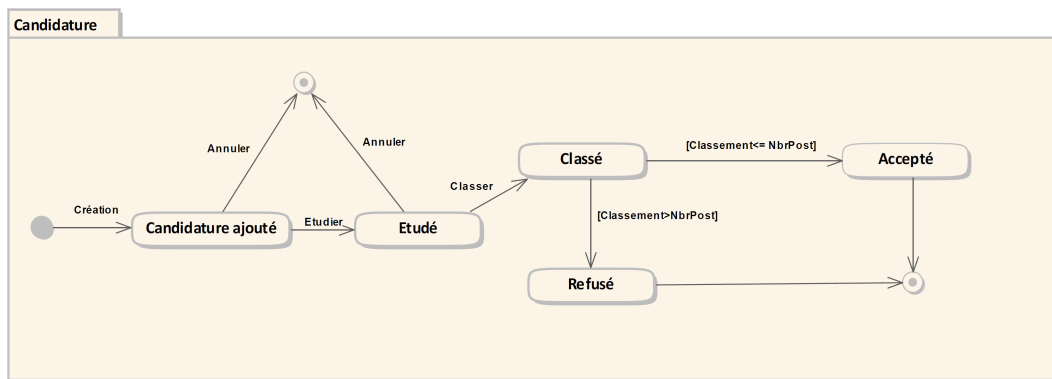 Candidature
Annuler
Annuler
[Classement<= NbrPost]
Classé
Accepté
Classer
Création
[Classement>NbrPost]
Etudier
Candidature ajouté
Etudé
Refusé